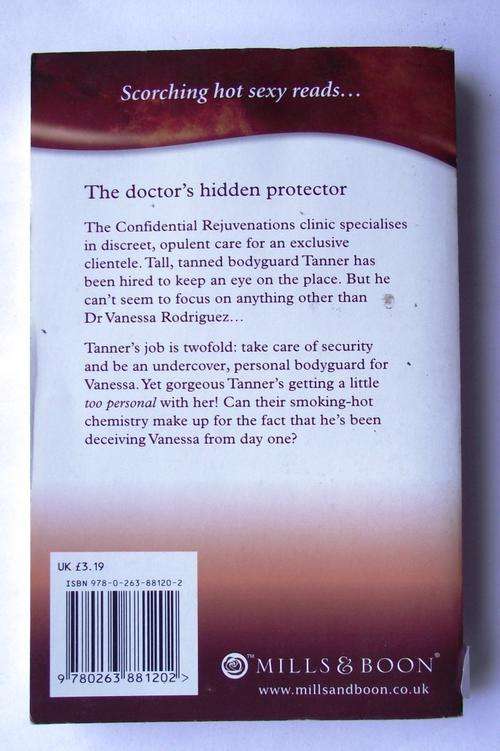 Scorching hot sexy reads...
The doctor's hidden protector
The Confidential Rejuvenations clinic specialises
in discreet, opulent care for an exclusive
clientele. Tall, tanned bodyguard Tanner has
been hired to keep an eye on the place. But he
can't seem to focus on anything other than
Dr Vanessa Rodriguez...
Tanner's job is twofold: take care of security
and be an undercover, personal bodyguard for
Vanessa. Yet gorgeous Tanner's getting a little
too personal with her! Can their smoking-hot
chemistry make up for the fact that he's been
deceiving Vanessa from day one?
UK £3.19
ISBN 978-0-263-88120-2
9 780263 881202 >
™ MILLS & BOON®
www.millsandboon.co.uk